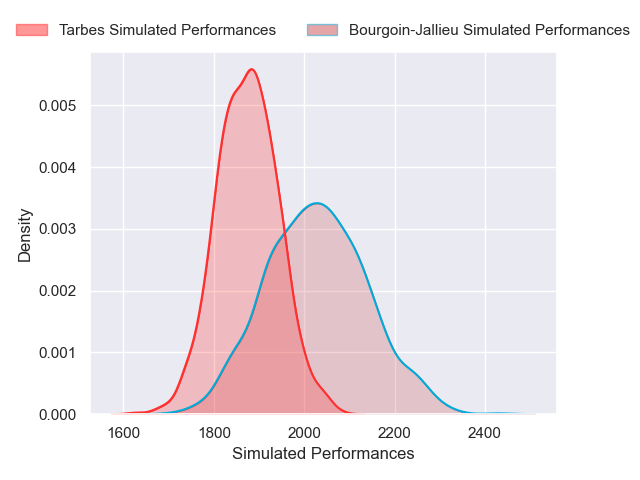 Tarbes Simulated Performances
Bourgoin-Jallieu Simulated Performances
0.005
0.004
0.003
0.002
0.001
0.000
Density
1600
1800
2000
2200
2400
Simulated Performances